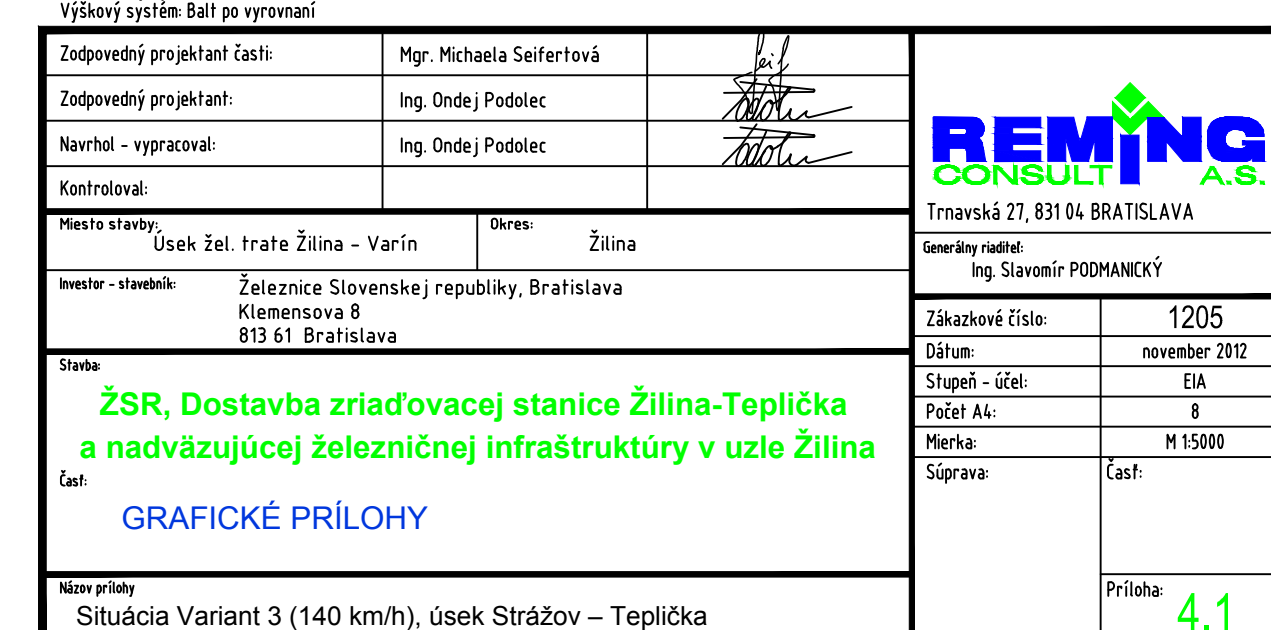 Výškový systém: Balt po vyrovnaní
Zodpovedný projektant časti: Mgr. Michaela Seifertová
Zodpovedný projektant: Ing. Ondej Podolec
Navrhol - vypracoval: Ing. Ondej Podolec
Kontroloval:
Miesto stavby:
Úsek žel. trate Žilina - Varín
Okres:
Žilina
Investor - stavebník:
Železnice Slovenskej republiky, Bratislava
Klemensova 8
813 61 Bratislava
Stavba:
ŽSR, Dostavba zriaďovacej stanice Žilina-Teplička
a nadväzujúcej železničnej infraštruktúry v uzle Žilina
Časť:
GRAFICKÉ PRÍLOHY
Názov prílohy
Situácia Variant 3 (140 km/h), úsek Strážov – Teplička
REMING
CONSULT A.S.
Trnavská 27, 831 04 BRATISLAVA
Generálny riaditeľ:
Ing. Slavomír PODMANICKÝ
Zákazkové číslo: 1205
Dátum: november 2012
Stupeň - účel: EIA
Počet A4: 8
Mierka: M 1:5000
Súprava: Časť:
Príloha: 4.1